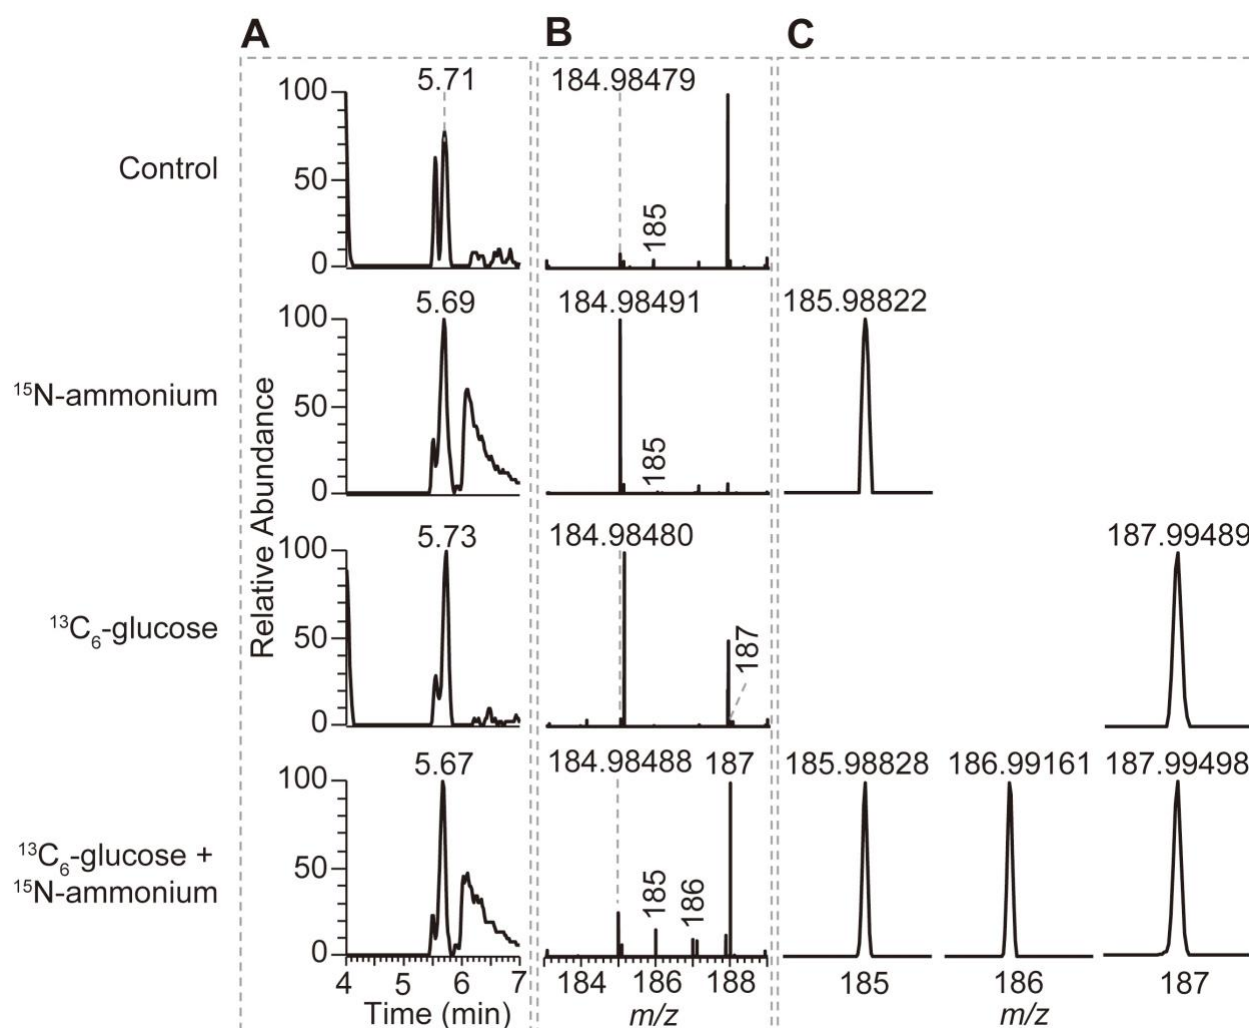 A B C
Control
¹⁵N-ammonium
¹³C₆-glucose
¹³C₆-glucose +
¹⁵N-ammonium
Relative Abundance
5.71
100
50
0
5.69
100
50
0
5.73
100
50
0
5.67
100
50
0
4 5 6 7
Time (min)
184.98479
185
184.98491
185
184.98480
187
184.98488 187
185
186
184 186 188
m/z
185.98822
187.99489
185.98828 186.99161 187.99498
185 186 187
m/z